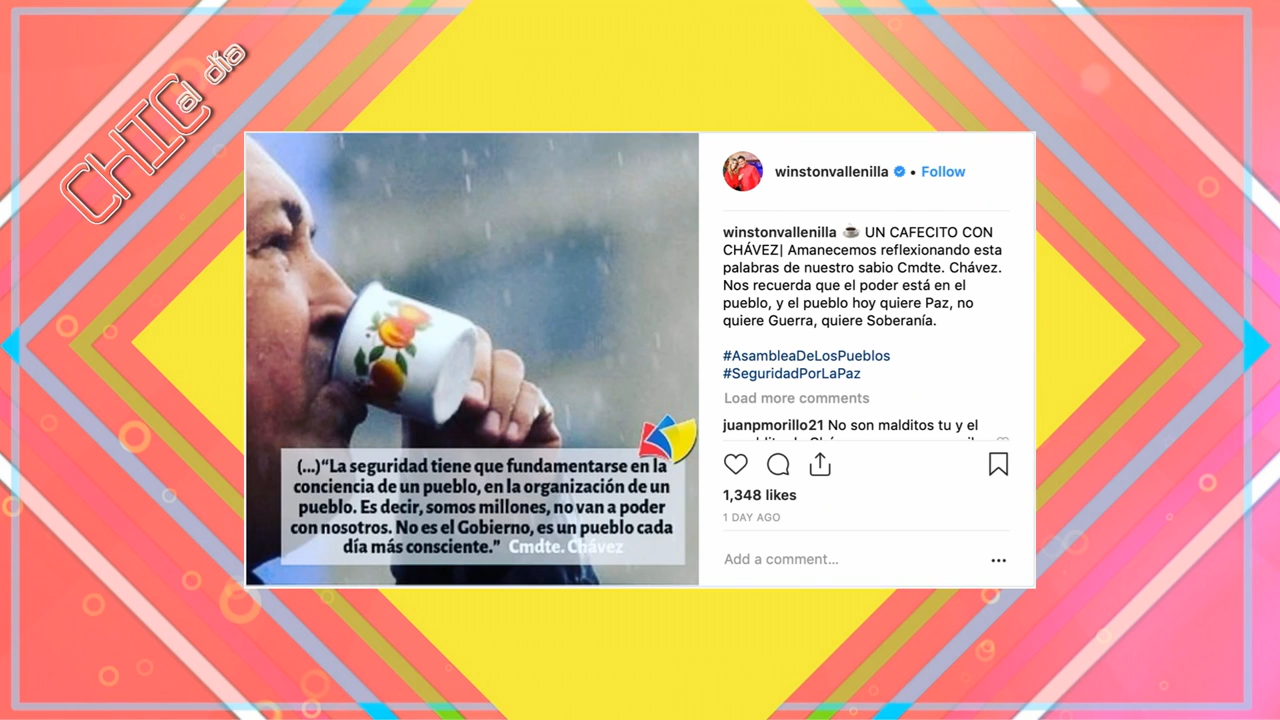 CHIC al día
winstonvallenilla • Follow
winstonvallenilla ☕ UN CAFECITO CON
CHÁVEZ| Amanecemos reflexionando esta
palabras de nuestro sabio Cmdte. Chávez.
Nos recuerda que el poder está en el
pueblo, y el pueblo hoy quiere Paz, no
quiere Guerra, quiere Soberanía.
#AsambleaDeLosPueblos
#SeguridadPorLaPaz
Load more comments
juanpmorillo21 No son malditos tu y el
1,348 likes
1 DAY AGO
Add a comment...
(...)“La seguridad tiene que fundamentarse en la
conciencia de un pueblo, en la organización de un
pueblo. Es decir, somos millones, no van a poder
con nosotros. No es el Gobierno, es un pueblo cada
día más consciente.” Cmdte. Chávez